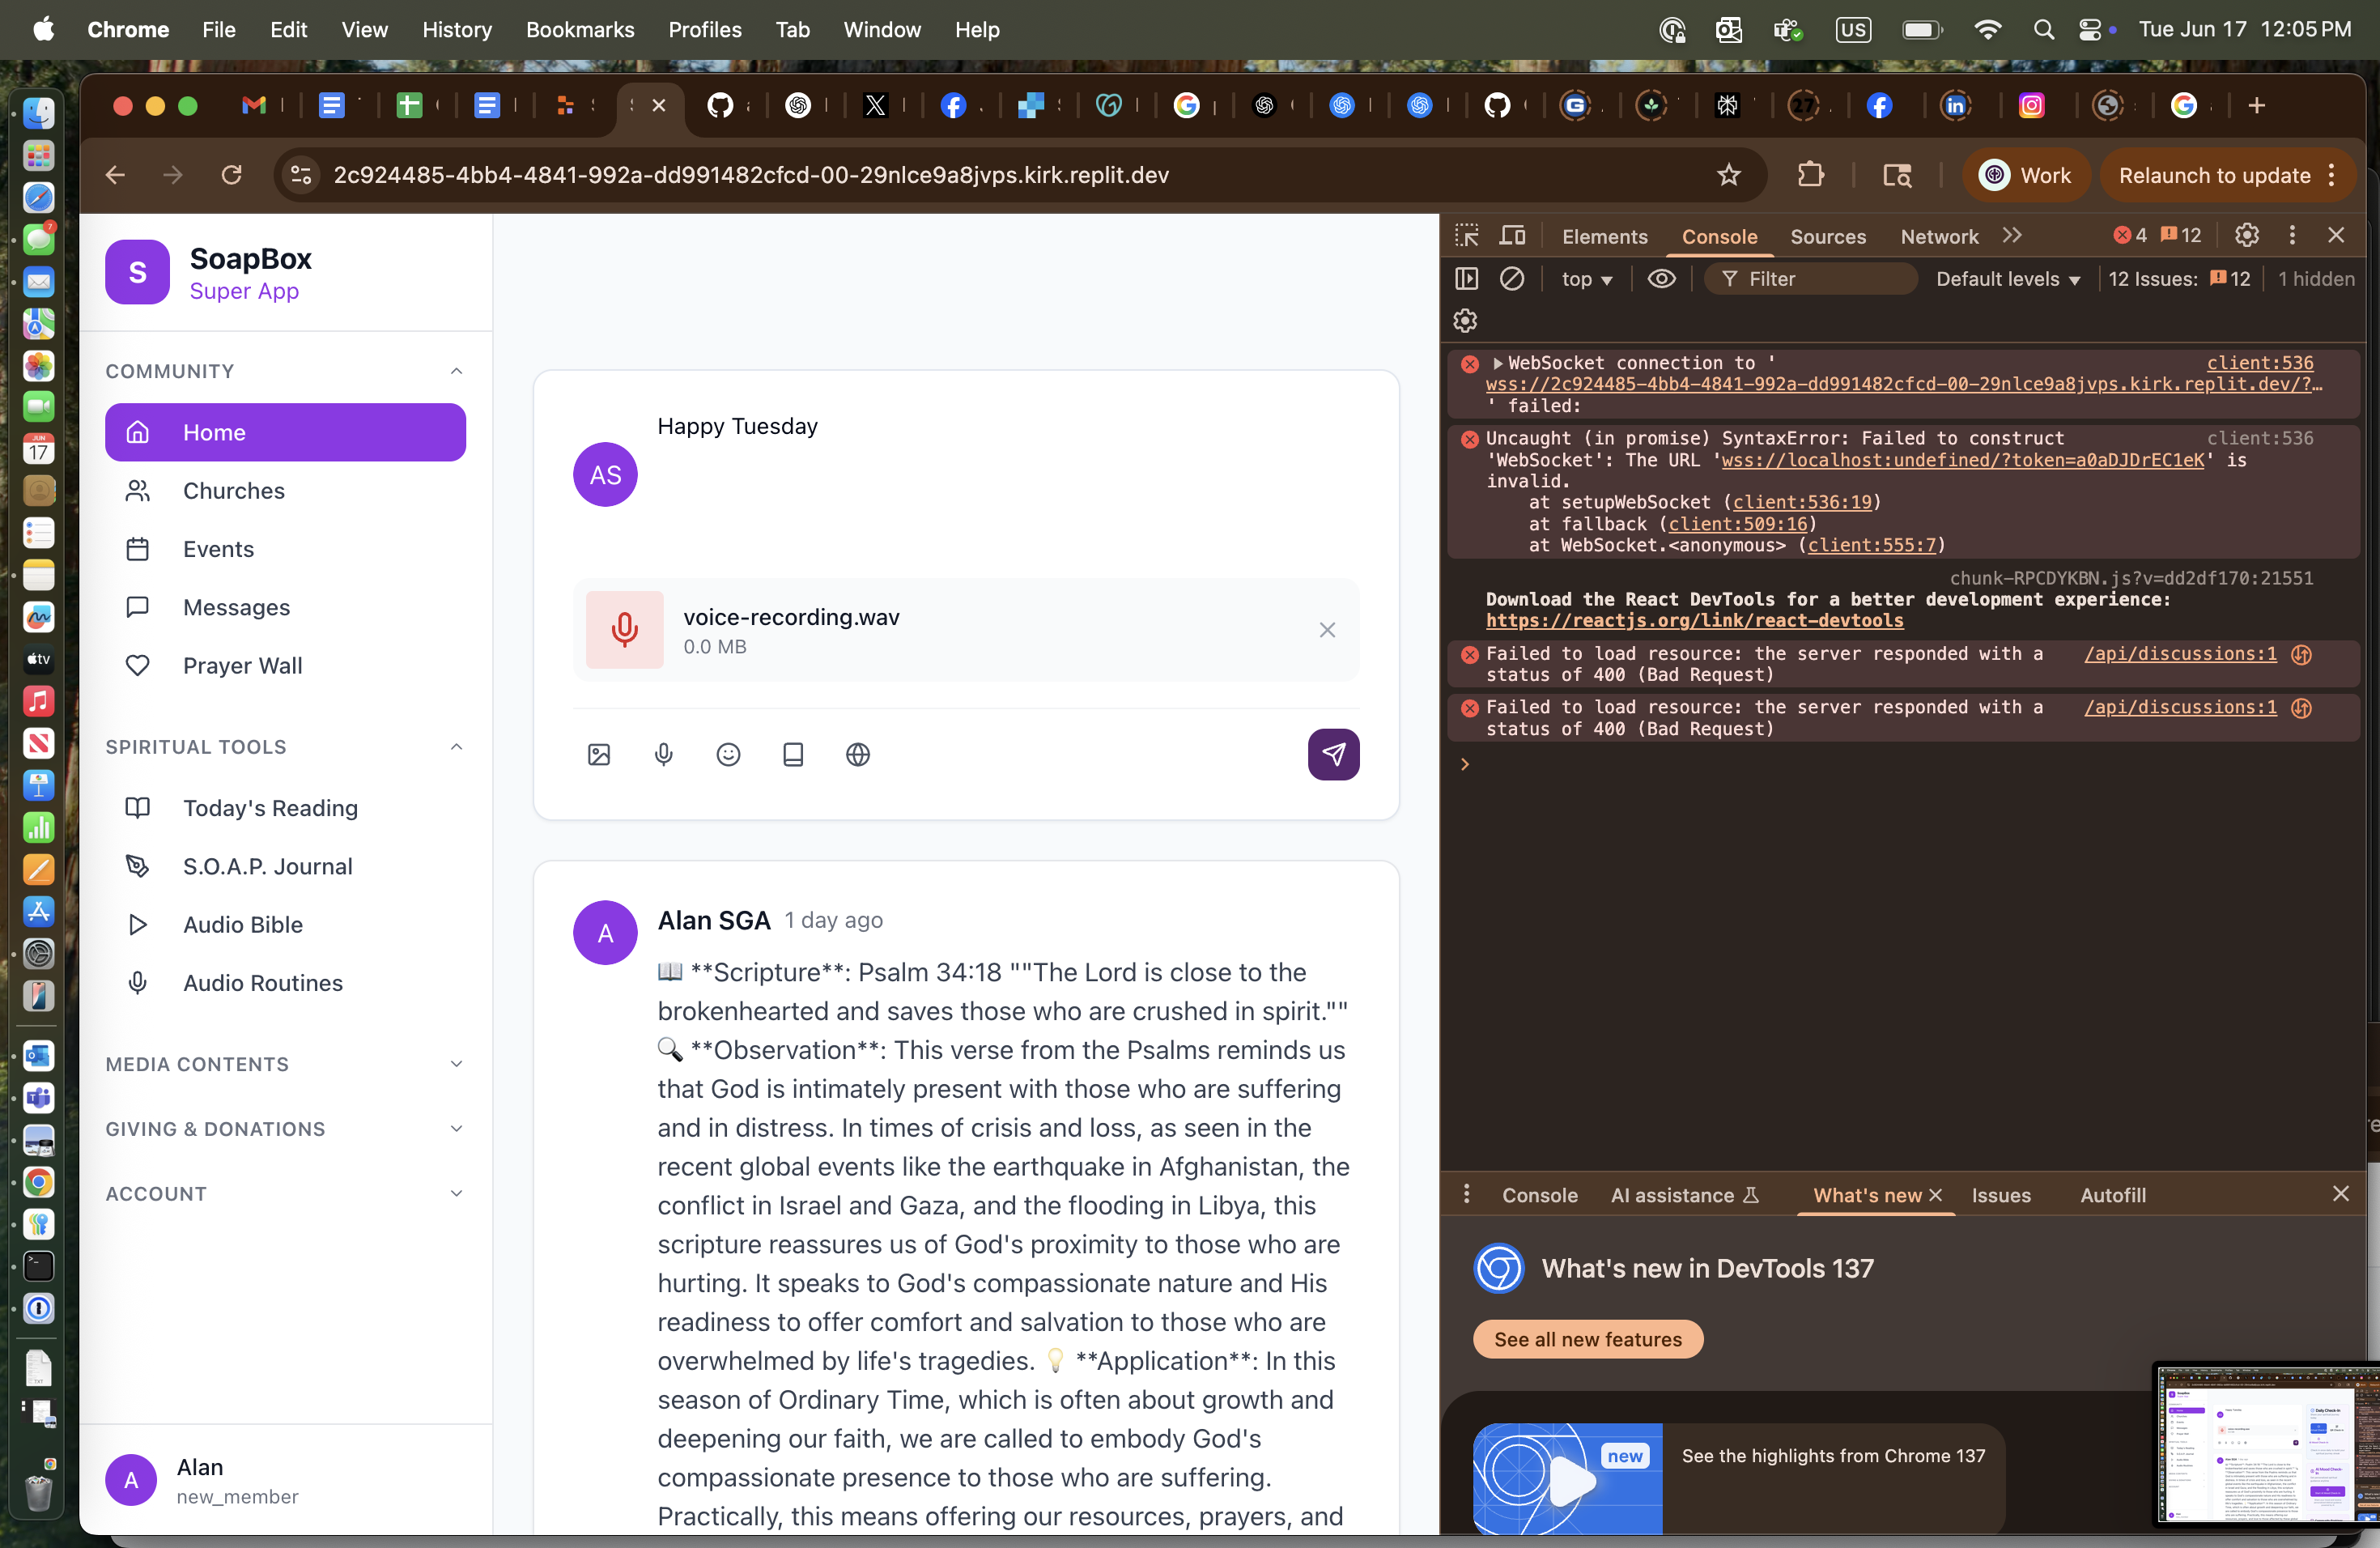 Chrome File Edit View History Bookmarks Profiles Tab Window Help
US Tue Jun 17 12:05 PM
2c924485-4bb4-4841-992a-dd991482cfcd-00-29nlce9a8jvps.kirk.replit.dev
Work
Relaunch to update
S
SoapBox
Super App
COMMUNITY
Home
Churches
Events
Messages
Prayer Wall
SPIRITUAL TOOLS
Today's Reading
S.O.A.P. Journal
Audio Bible
Audio Routines
MEDIA CONTENTS
GIVING & DONATIONS
ACCOUNT
A
Alan
new_member
Happy Tuesday
AS
voice-recording.wav
0.0 MB
A
Alan SGA 1 day ago
📖 **Scripture**: Psalm 34:18 ""The Lord is close to the
brokenhearted and saves those who are crushed in spirit.""
🔍 **Observation**: This verse from the Psalms reminds us
that God is intimately present with those who are suffering
and in distress. In times of crisis and loss, as seen in the
recent global events like the earthquake in Afghanistan, the
conflict in Israel and Gaza, and the flooding in Libya, this
scripture reassures us of God's proximity to those who are
hurting. It speaks to God's compassionate nature and His
readiness to offer comfort and salvation to those who are
overwhelmed by life's tragedies. 💡 **Application**: In this
season of Ordinary Time, which is often about growth and
deepening our faith, we are called to embody God's
compassionate presence to those who are suffering.
Practically, this means offering our resources, prayers, and
Elements Console Sources Network 4 12
top Filter Default levels 12 Issues: 12 1 hidden
WebSocket connection to ' client:536
wss://2c924485-4bb4-4841-992a-dd991482cfcd-00-29nlce9a8jvps.kirk.replit.dev/?…
' failed:
Uncaught (in promise) SyntaxError: Failed to construct client:536
'WebSocket': The URL 'wss://localhost:undefined/?token=a0aDJDrEC1eK' is
invalid.
at setupWebSocket (client:536:19)
at fallback (client:509:16)
at WebSocket.<anonymous> (client:555:7)
chunk-RPCDYKBN.js?v=dd2df170:21551
Download the React DevTools for a better development experience:
https://reactjs.org/link/react-devtools
Failed to load resource: the server responded with a /api/discussions:1
status of 400 (Bad Request)
Failed to load resource: the server responded with a /api/discussions:1
status of 400 (Bad Request)
Console AI assistance What's new Issues Autofill
What's new in DevTools 137
See all new features
new
See the highlights from Chrome 137